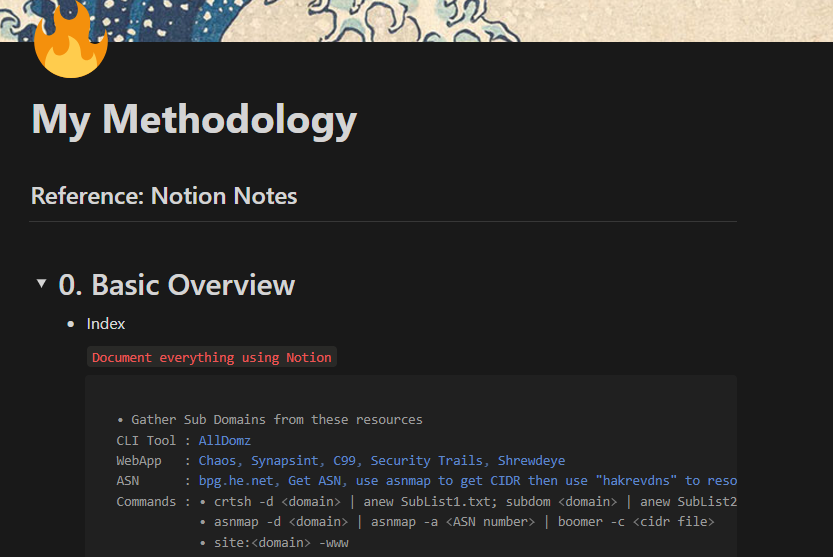 My Methodology
Reference: Notion Notes
0. Basic Overview
• Index
Document everything using Notion
• Gather Sub Domains from these resources
CLI Tool : AllDomz
WebApp : Chaos, Synapsint, C99, Security Trails, Shrewdeye
ASN : bpg.he.net, Get ASN, use asnmap to get CIDR then use "hakrevdns" to reso
Commands : • crtsh -d <domain> | anew SubList1.txt; subdom <domain> | anew SubList2
• asnmap -d <domain> | asnmap -a <ASN number> | boomer -c <cidr file>
• site:<domain> -www